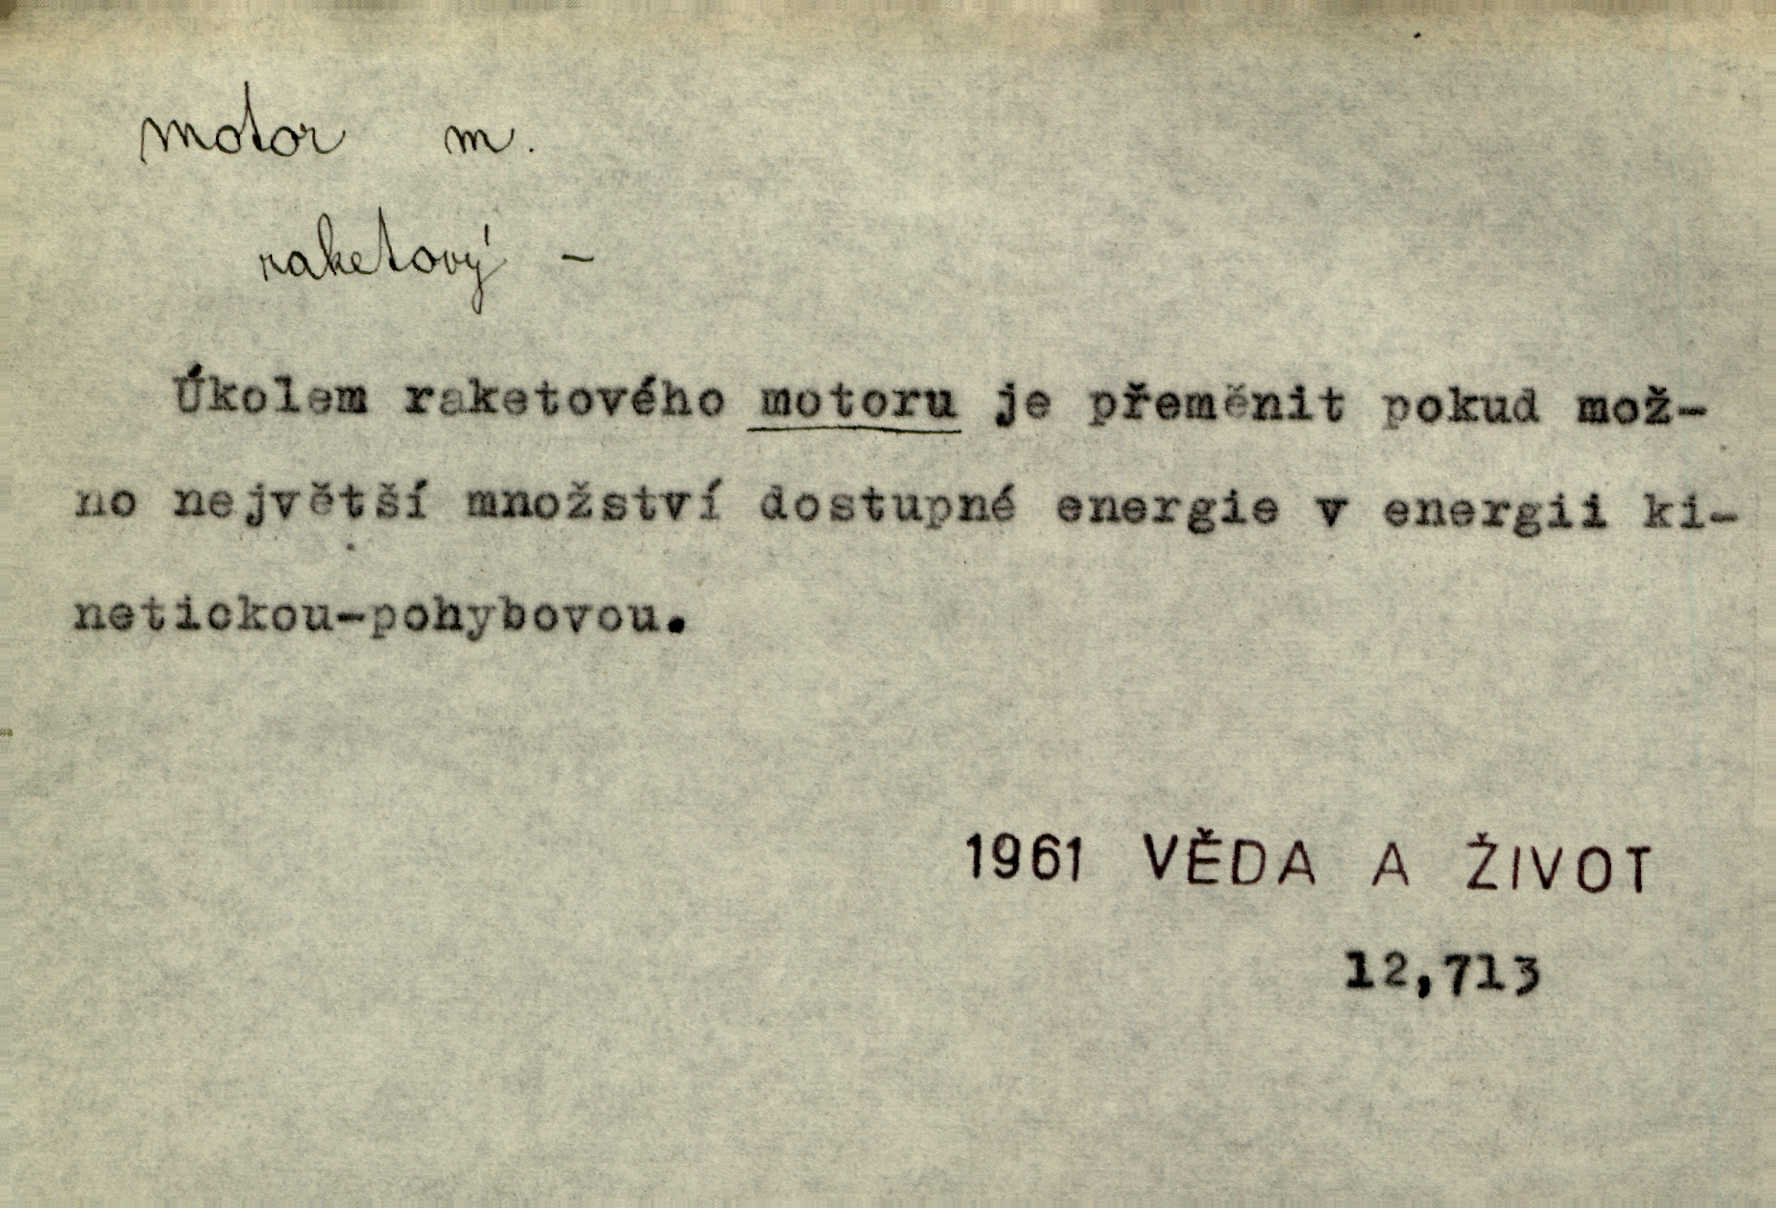 motor m.
raketový –
Úkolem raketového motoru je přeměnit pokud mož-
no největší množství dostupné energie v energii ki-
netickou-pohybovou.
1961 VĚDA A ŽIVOT
12,713